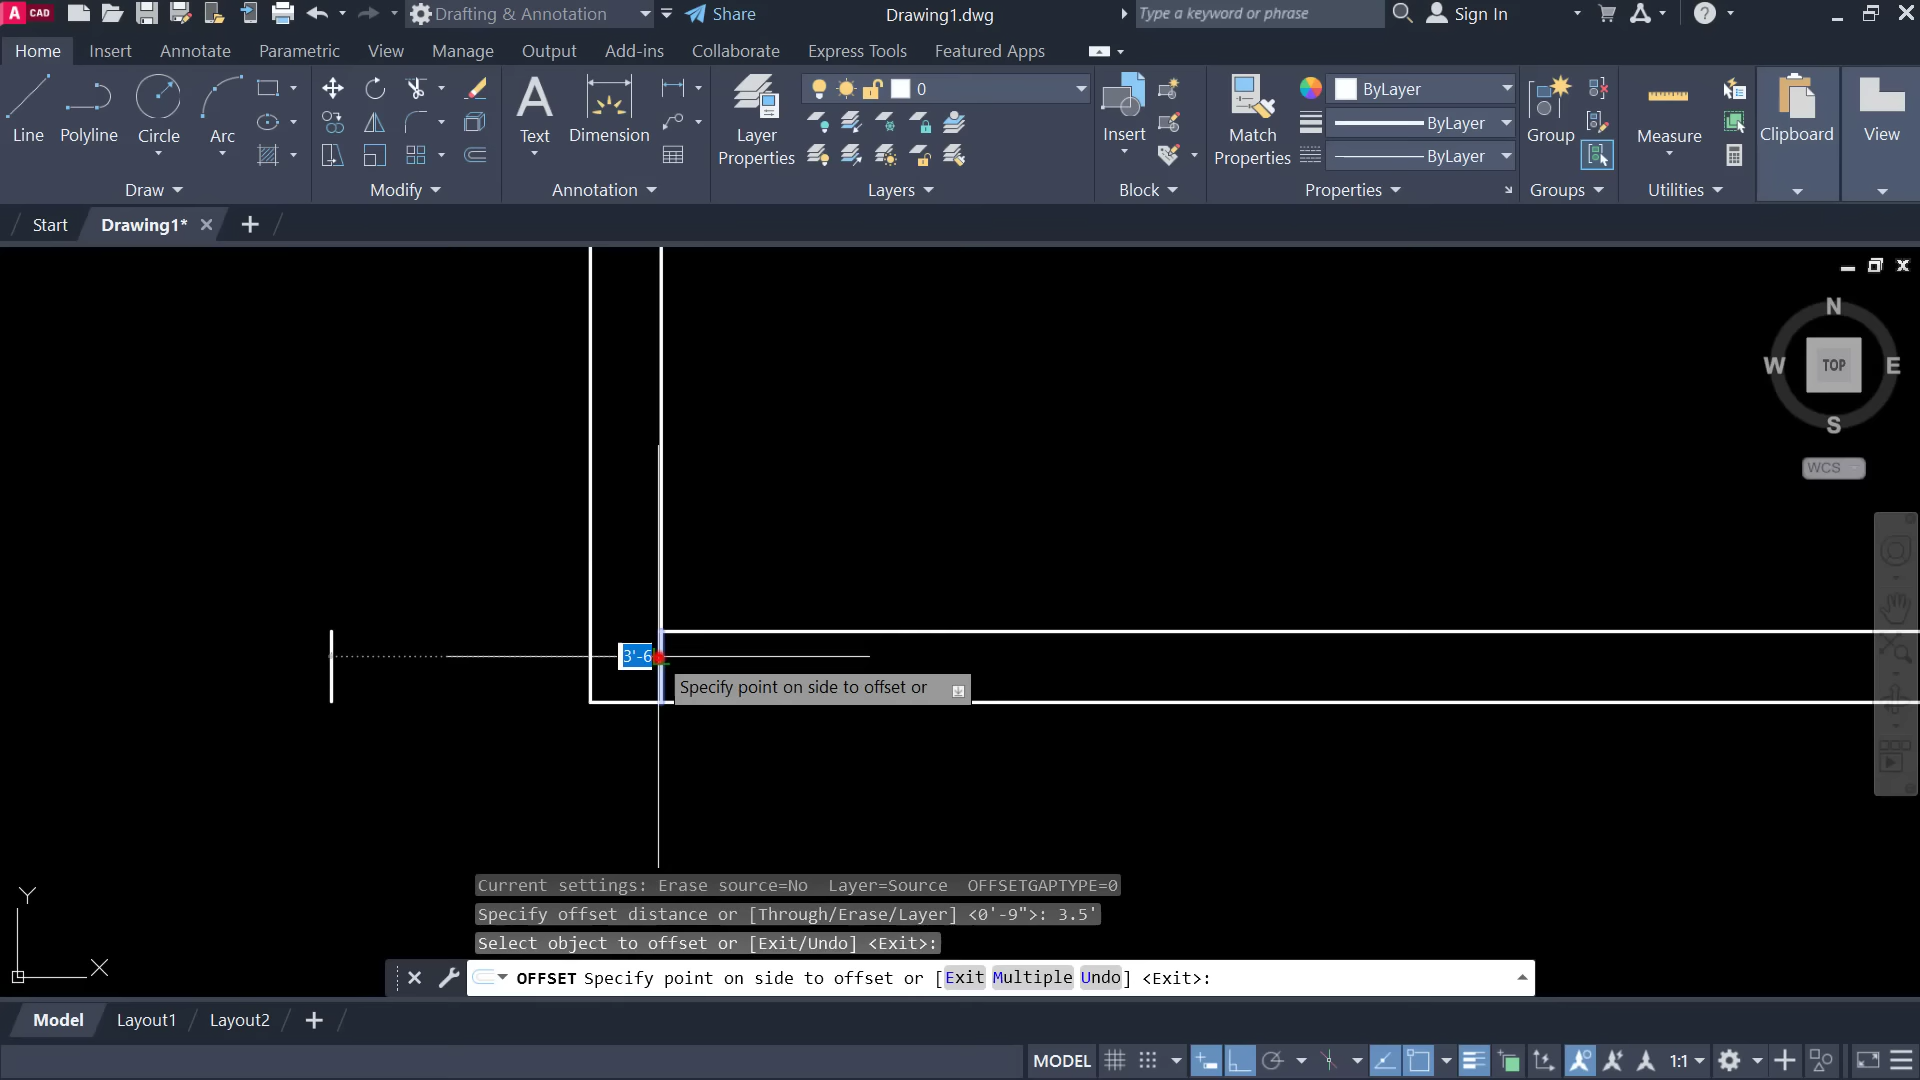 A CAD Drafting & Annotation Share Drawing1.dwg Type a keyword or phrase Sign In ?
Home Insert Annotate Parametric View Manage Output Add-ins Collaborate Express Tools Featured Apps
Line Polyline Circle Arc
Text Dimension
Layer Properties
0
Insert
Match Properties
ByLayer
ByLayer
ByLayer
Group
Measure
Clipboard
View
Draw Modify Annotation Layers Block Properties Groups Utilities
Start Drawing1*
N
W TOP E
S
WCS
3'-6
Specify point on side to offset or
Y
X
Current settings: Erase source=No Layer=Source OFFSETGAPTYPE=0
Specify offset distance or [Through/Erase/Layer] <0'-9">: 3.5'
Select object to offset or [Exit/Undo] <Exit>:
OFFSET Specify point on side to offset or [Exit Multiple Undo] <Exit>:
Model Layout1 Layout2
MODEL 1:1